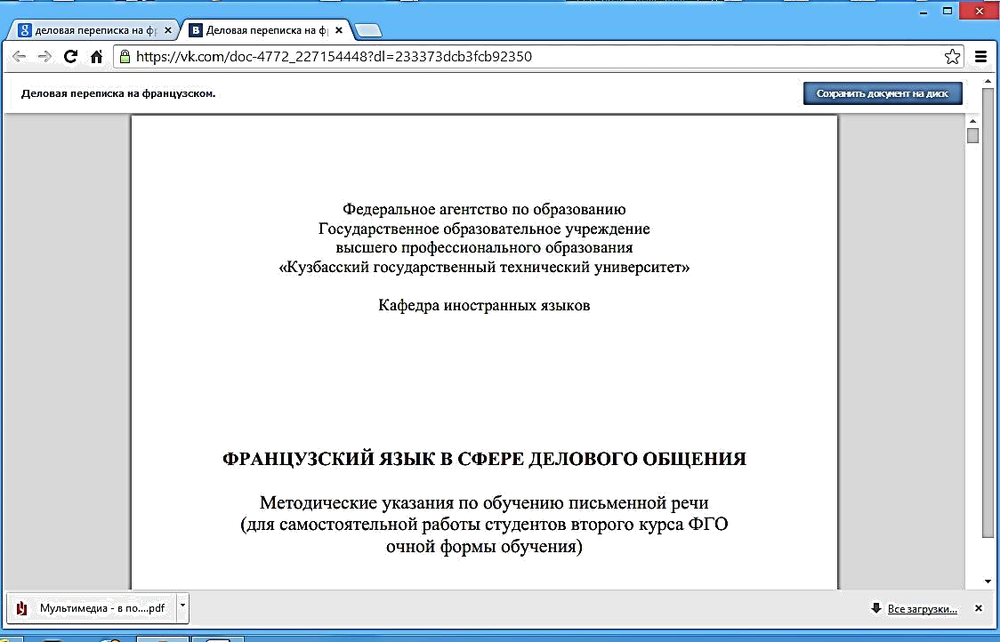 деловая переписка на фр
Деловая переписка на ф
https://vk.com/doc-4772_227154448?dl=233373dcb3fcb92350
Деловая переписка на французском.
Сохранить документ на диск
Федеральное агентство по образованию
Государственное образовательное учреждение
высшего профессионального образования
«Кузбасский государственный технический университет»
Кафедра иностранных языков
ФРАНЦУЗСКИЙ ЯЗЫК В СФЕРЕ ДЕЛОВОГО ОБЩЕНИЯ
Методические указания по обучению письменной речи
(для самостоятельной работы студентов второго курса ФГО
очной формы обучения)
Мультимедиа - в по....pdf
Все загрузки...